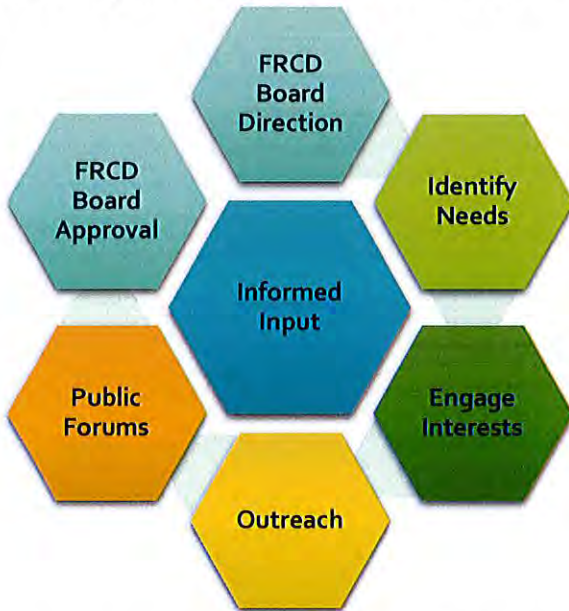 FRCD
Board
Direction
FRCD
Board
Approval
Identify
Needs
Informed
Input
Public
Forums
Engage
Interests
Outreach